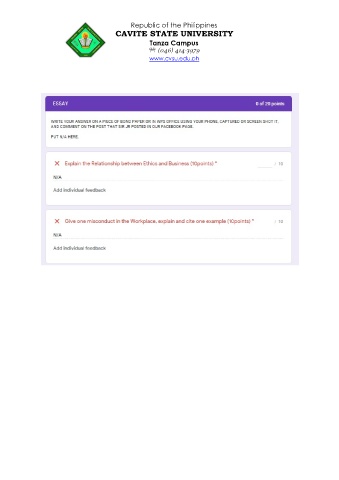 Republic of the Philippines
CAVITE STATE UNIVERSITY
Tanza Campus
☎ (046) 414-3979
www.cvsu.edu.ph
ESSAY 0 of 20 points
WRITE YOUR ANSWER ON A PIECE OF BOND PAPER OR IN WPS OFFICE USING YOUR PHONE, CAPTURED OR SCREEN SHOT IT.
AND COMMENT ON THE POST THAT SIR JR POSTED IN OUR FACEBOOK PAGE.
PUT N/A HERE
✕ Explain the Relationship between Ethics and Business (10points) * / 10
N/A
Add individual feedback
✕ Give one misconduct in the Workplace, explain and cite one example (10points) * / 10
N/A
Add individual feedback